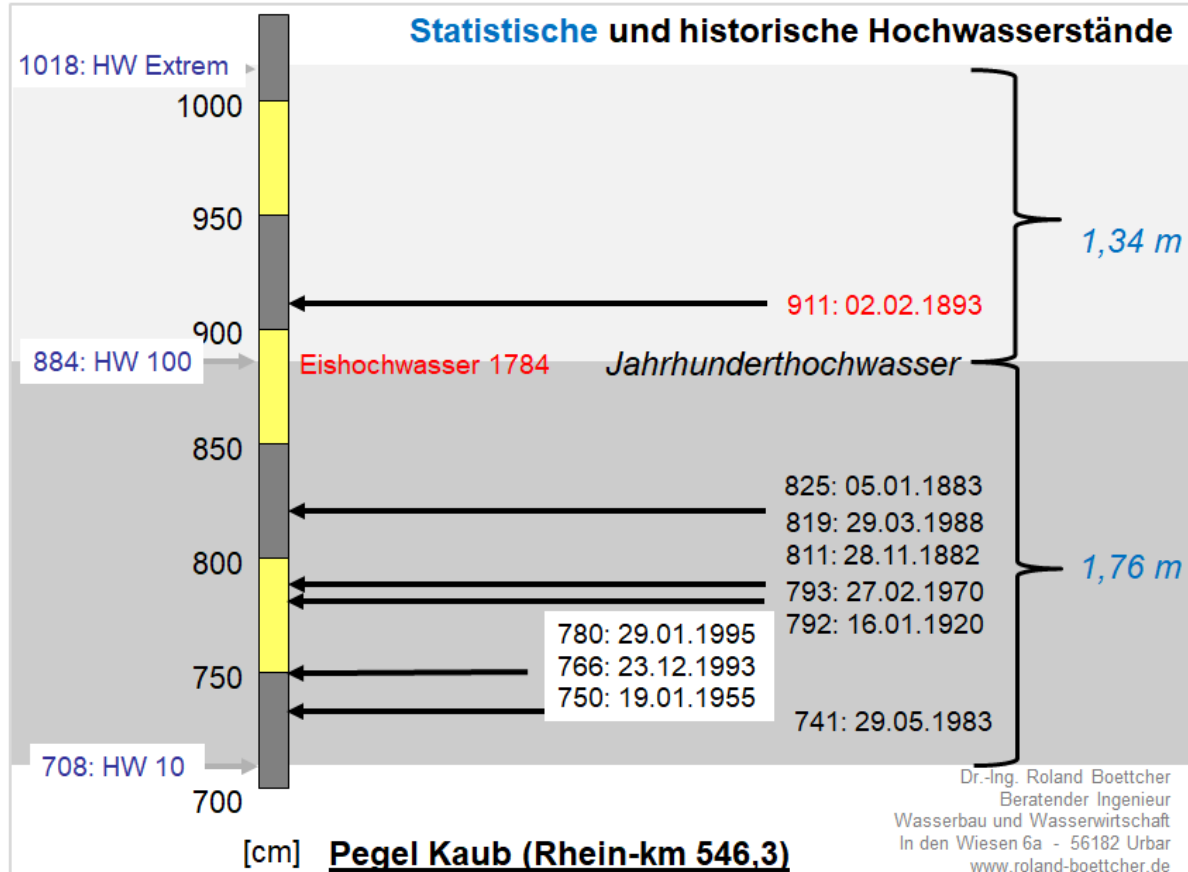 Statistische und historische Hochwasserstände
1018: HW Extrem
1000
950
1,34 m
911: 02.02.1893
900
884: HW 100
Eishochwasser 1784
Jahrhunderthochwasser
850
825: 05.01.1883
819: 29.03.1988
811: 28.11.1882
800
1,76 m
793: 27.02.1970
792: 16.01.1920
780: 29.01.1995
766: 23.12.1993
750: 19.01.1955
750
741: 29.05.1983
708: HW 10
700
Dr.-Ing. Roland Boettcher
Beratender Ingenieur
Wasserbau und Wasserwirtschaft
In den Wiesen 6a - 56182 Urbar
www.roland-boettcher.de
[cm] Pegel Kaub (Rhein-km 546,3)